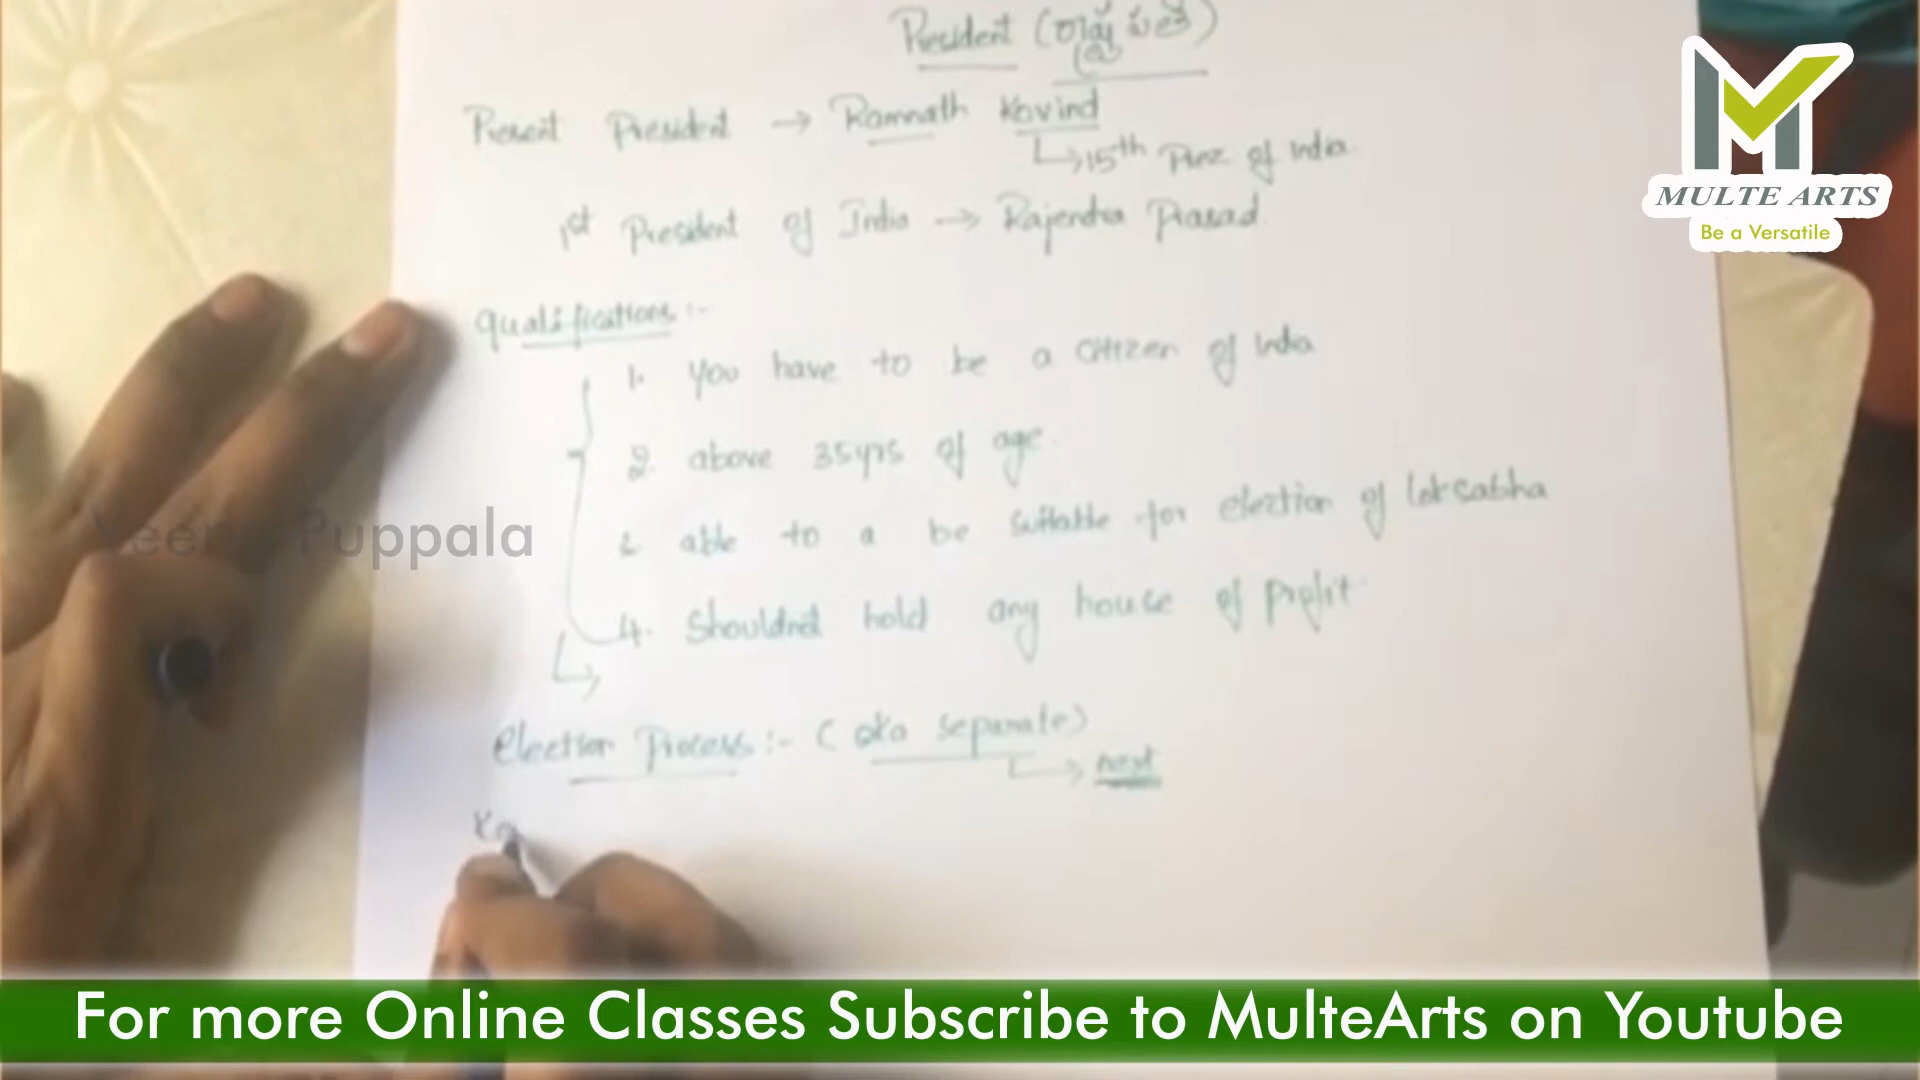 President (రాష్ట్రపతి)
Present President → Ramnath Kovind
↳ 15th Prez of India
1st President of India → Rajendra Prasad
Qualifications :-
1. You have to be a citizen of India
2. above 35yrs of age
able to a be suitable for election of loksabha
4. Shouldnt hold any house of profit
Election Process :- ( separate)
↳ next
MULTE ARTS
Be a Versatile
Veena Puppala
For more Online Classes Subscribe to MulteArts on Youtube